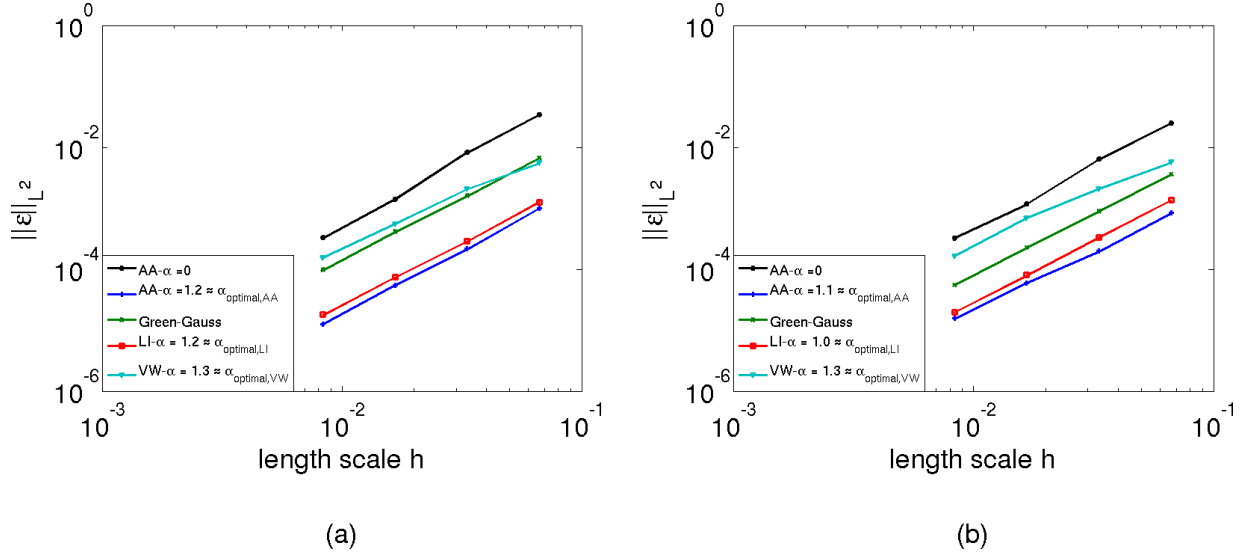 10^0
10^-2
10^-4
10^-6
||ε||_L^2
AA-α =0
AA-α =1.2 ≈ α_optimal,AA
Green-Gauss
LI-α = 1.2 ≈ α_optimal,LI
VW-α = 1.3 ≈ α_optimal,VW
10^-3 10^-2 10^-1
length scale h
(a)
10^0
10^-2
10^-4
10^-6
||ε||_L^2
AA-α =0
AA-α =1.1 ≈ α_optimal,AA
Green-Gauss
LI-α = 1.0 ≈ α_optimal,LI
VW-α = 1.3 ≈ α_optimal,VW
10^-3 10^-2 10^-1
length scale h
(b)